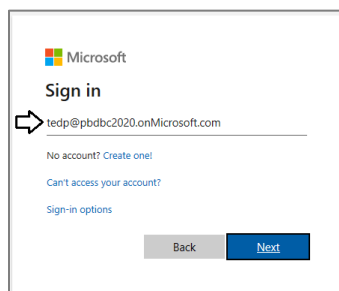 Microsoft
Sign in
tedp@pbdbc2020.onMicrosoft.com
No account? Create one!
Can't access your account?
Sign-in options
Back Next